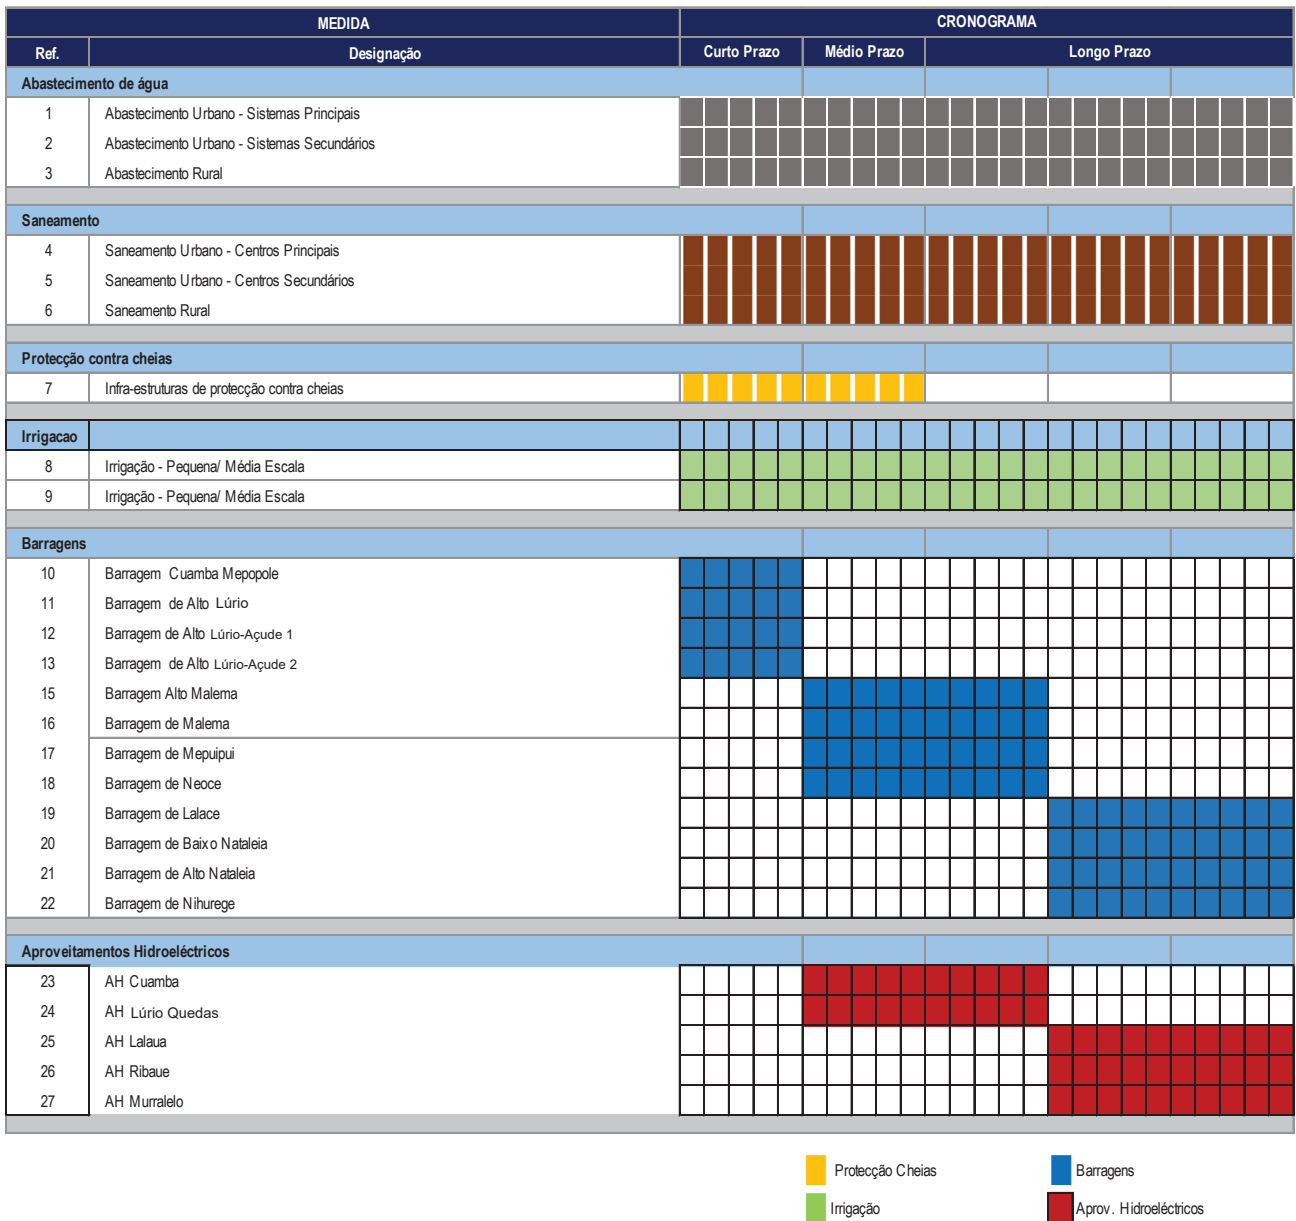 MEDIDA CRONOGRAMA
Ref. Designação Curto Prazo Médio Prazo Longo Prazo
Abastecimento de água
1 Abastecimento Urbano - Sistemas Principais
2 Abastecimento Urbano - Sistemas Secundários
3 Abastecimento Rural
Saneamento
4 Saneamento Urbano - Centros Principais
5 Saneamento Urbano - Centros Secundários
6 Saneamento Rural
Protecção contra cheias
7 Infra-estruturas de protecção contra cheias
Irrigacao
8 Irrigação - Pequena/ Média Escala
9 Irrigação - Pequena/ Média Escala
Barragens
10 Barragem Cuamba Mepopole
11 Barragem de Alto Lúrio
12 Barragem de Alto Lúrio-Açude 1
13 Barragem de Alto Lúrio-Açude 2
15 Barragem Alto Malema
16 Barragem de Malema
17 Barragem de Mepuipui
18 Barragem de Neoce
19 Barragem de Lalace
20 Barragem de Baixo Nataleia
21 Barragem de Alto Nataleia
22 Barragem de Nihurege
Aproveitamentos Hidroeléctricos
23 AH Cuamba
24 AH Lúrio Quedas
25 AH Lalaua
26 AH Ribaue
27 AH Murralelo
Protecção Cheias Barragens
Irrigação Aprov. Hidroeléctricos